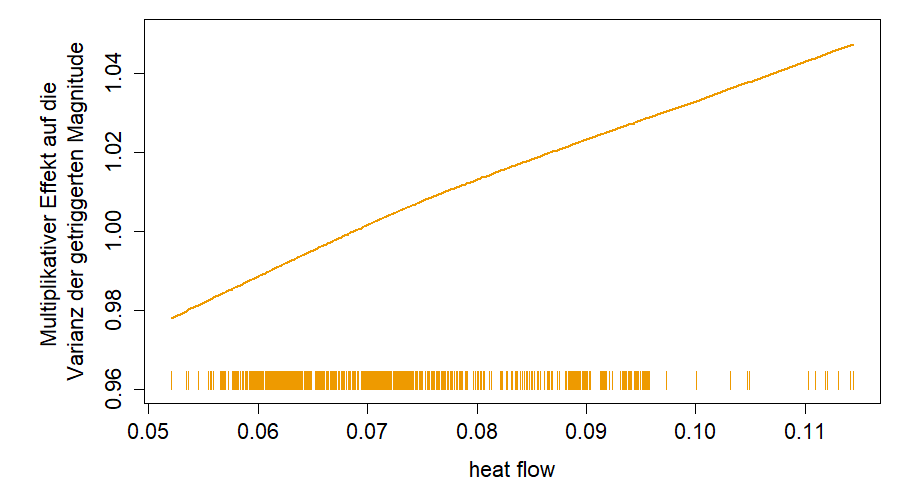 Multiplikativer Effekt auf die
Varianz der getriggerten Magnitude
1.04
1.02
1.00
0.98
0.96
0.05 0.06 0.07 0.08 0.09 0.10 0.11
heat flow